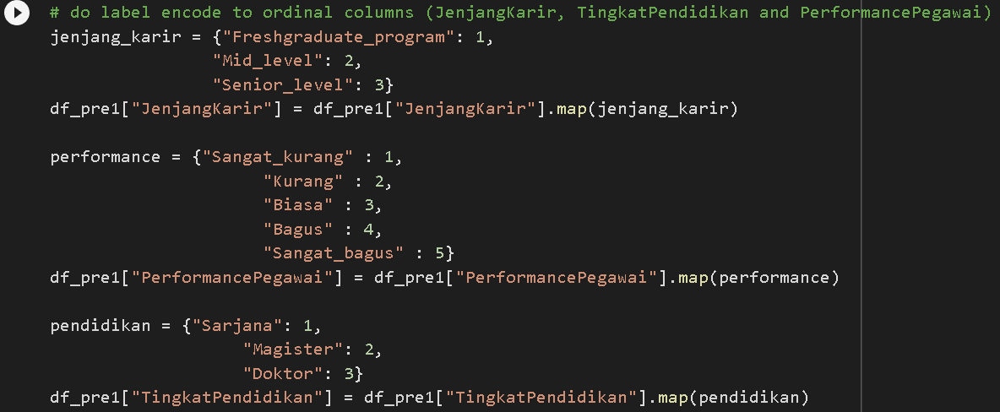 # do label encode to ordinal columns (JenjangKarir, TingkatPendidikan and PerformancePegawai)
jenjang_karir = {"Freshgraduate_program": 1,
"Mid_level": 2,
"Senior_level": 3}
df_pre1["JenjangKarir"] = df_pre1["JenjangKarir"].map(jenjang_karir)
performance = {"Sangat_kurang" : 1,
"Kurang" : 2,
"Biasa" : 3,
"Bagus" : 4,
"Sangat_bagus" : 5}
df_pre1["PerformancePegawai"] = df_pre1["PerformancePegawai"].map(performance)
pendidikan = {"Sarjana": 1,
"Magister": 2,
"Doktor": 3}
df_pre1["TingkatPendidikan"] = df_pre1["TingkatPendidikan"].map(pendidikan)